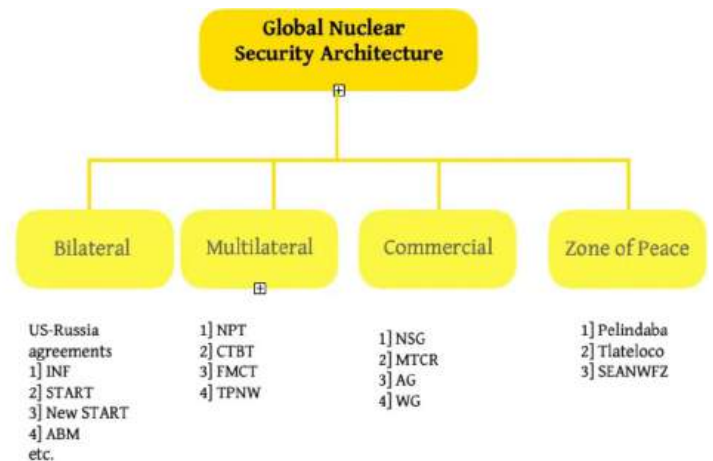 Global Nuclear
Security Architecture
Bilateral
Multilateral
Commercial
Zone of Peace
US-Russia
agreements
1] INF
2] START
3] New START
4] ABM
etc.
1] NPT
2] CTBT
3] FMCT
4] TPNW
1] NSG
2] MTCR
3] AG
4] WG
1] Pelindaba
2] Tlateloco
3] SEANWFZ